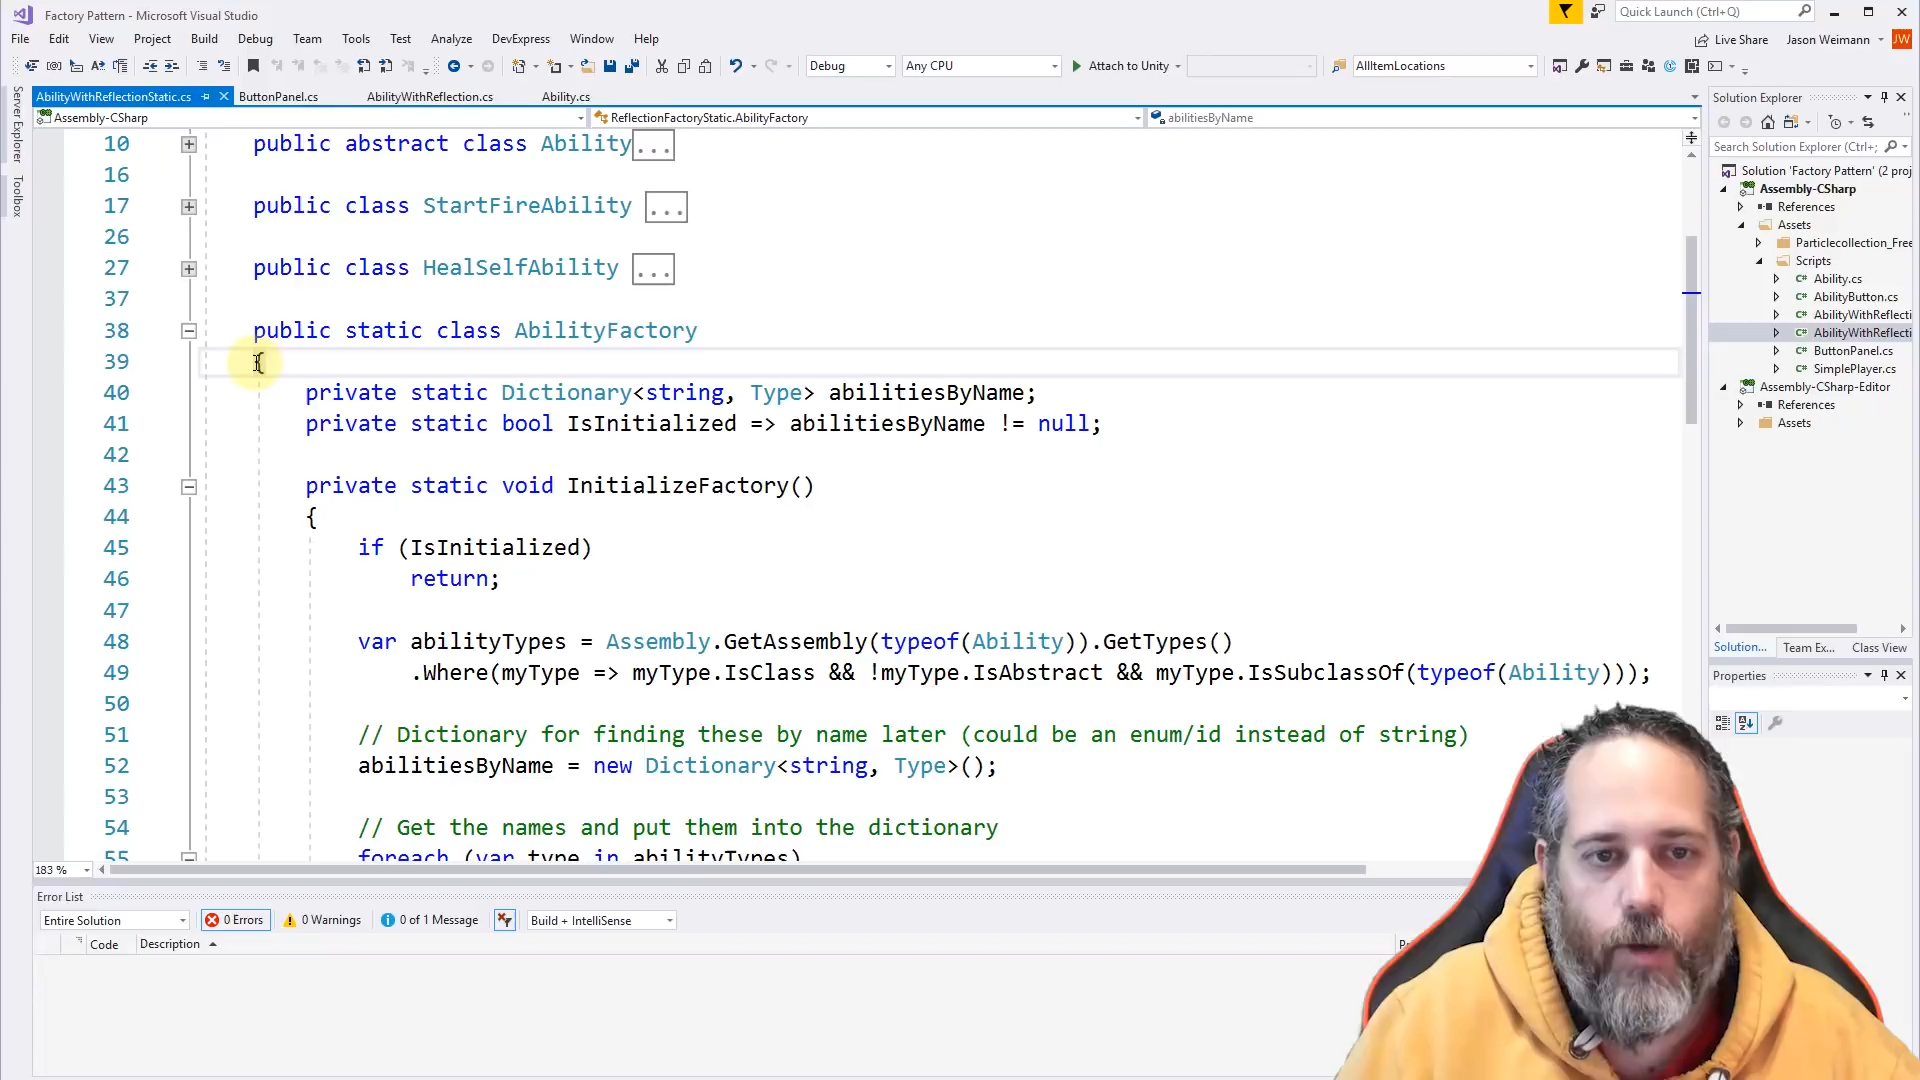 Factory Pattern - Microsoft Visual Studio
Quick Launch (Ctrl+Q)
File Edit View Project Build Debug Team Tools Test Analyze DevExpress Window Help
Live Share Jason Weimann JW
Debug Any CPU Attach to Unity AllItemLocations
AbilityWithReflectionStatic.cs ButtonPanel.cs AbilityWithReflection.cs Ability.cs
Assembly-CSharp ReflectionFactoryStatic.AbilityFactory abilitiesByName
Server Explorer
Toolbox
10 public abstract class Ability...
16
17 public class StartFireAbility ...
26
27 public class HealSelfAbility ...
37
38 public static class AbilityFactory
39 {
40 private static Dictionary<string, Type> abilitiesByName;
41 private static bool IsInitialized => abilitiesByName != null;
42
43 private static void InitializeFactory()
44 {
45 if (IsInitialized)
46 return;
47
48 var abilityTypes = Assembly.GetAssembly(typeof(Ability)).GetTypes()
49 .Where(myType => myType.IsClass && !myType.IsAbstract && myType.IsSubclassOf(typeof(Ability)));
50
51 // Dictionary for finding these by name later (could be an enum/id instead of string)
52 abilitiesByName = new Dictionary<string, Type>();
53
54 // Get the names and put them into the dictionary
55 foreach (var type in abilityTypes)
183 %
Error List
Entire Solution 0 Errors 0 Warnings 0 of 1 Message Build + IntelliSense
Code Description
Solution Explorer
Search Solution Explorer (Ctrl+;
Solution 'Factory Pattern' (2 proj
Assembly-CSharp
References
Assets
Particlecollection_Free
Scripts
Ability.cs
AbilityButton.cs
AbilityWithReflecti
AbilityWithReflecti
ButtonPanel.cs
SimplePlayer.cs
Assembly-CSharp-Editor
References
Assets
Solution... Team Ex... Class View
Properties